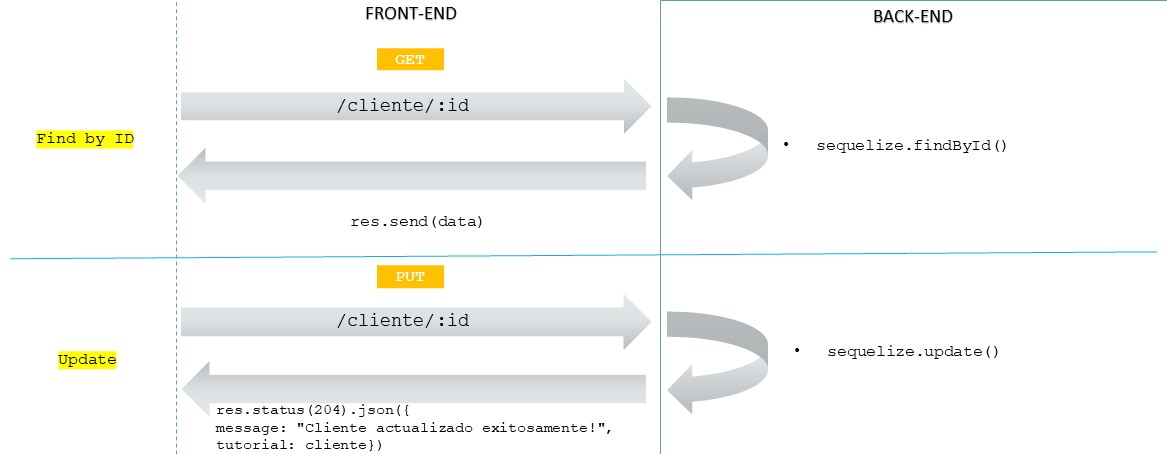 FRONT-END
BACK-END
GET
/cliente/:id
Find by ID
• sequelize.findById()
res.send(data)
PUT
/cliente/:id
Update
• sequelize.update()
res.status(204).json({
message: "Cliente actualizado exitosamente!",
tutorial: cliente})